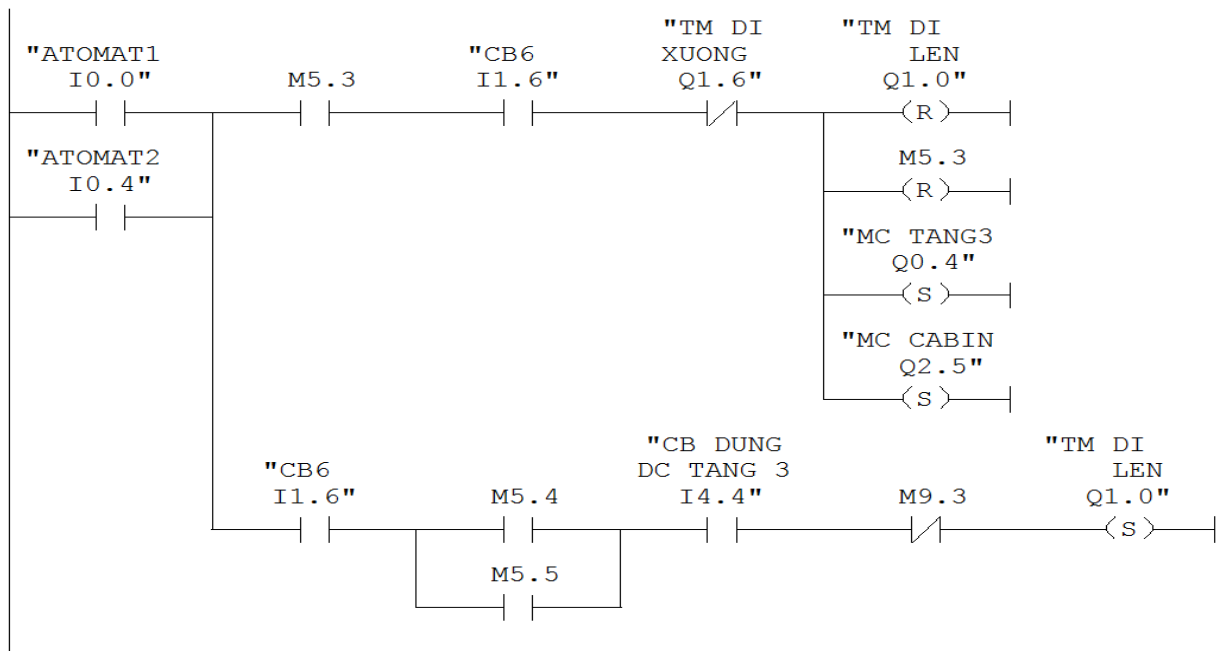 "ATOMAT1
I0.0"
M5.3
"CB6
I1.6"
"TM DI
XUONG
Q1.6"
"TM DI
LEN
Q1.0"
(R)
"ATOMAT2
I0.4"
M5.3
(R)
"MC TANG3
Q0.4"
(S)
"MC CABIN
Q2.5"
(S)
"CB6
I1.6"
M5.4
"CB DUNG
DC TANG 3
I4.4"
M9.3
"TM DI
LEN
Q1.0"
(S)
M5.5